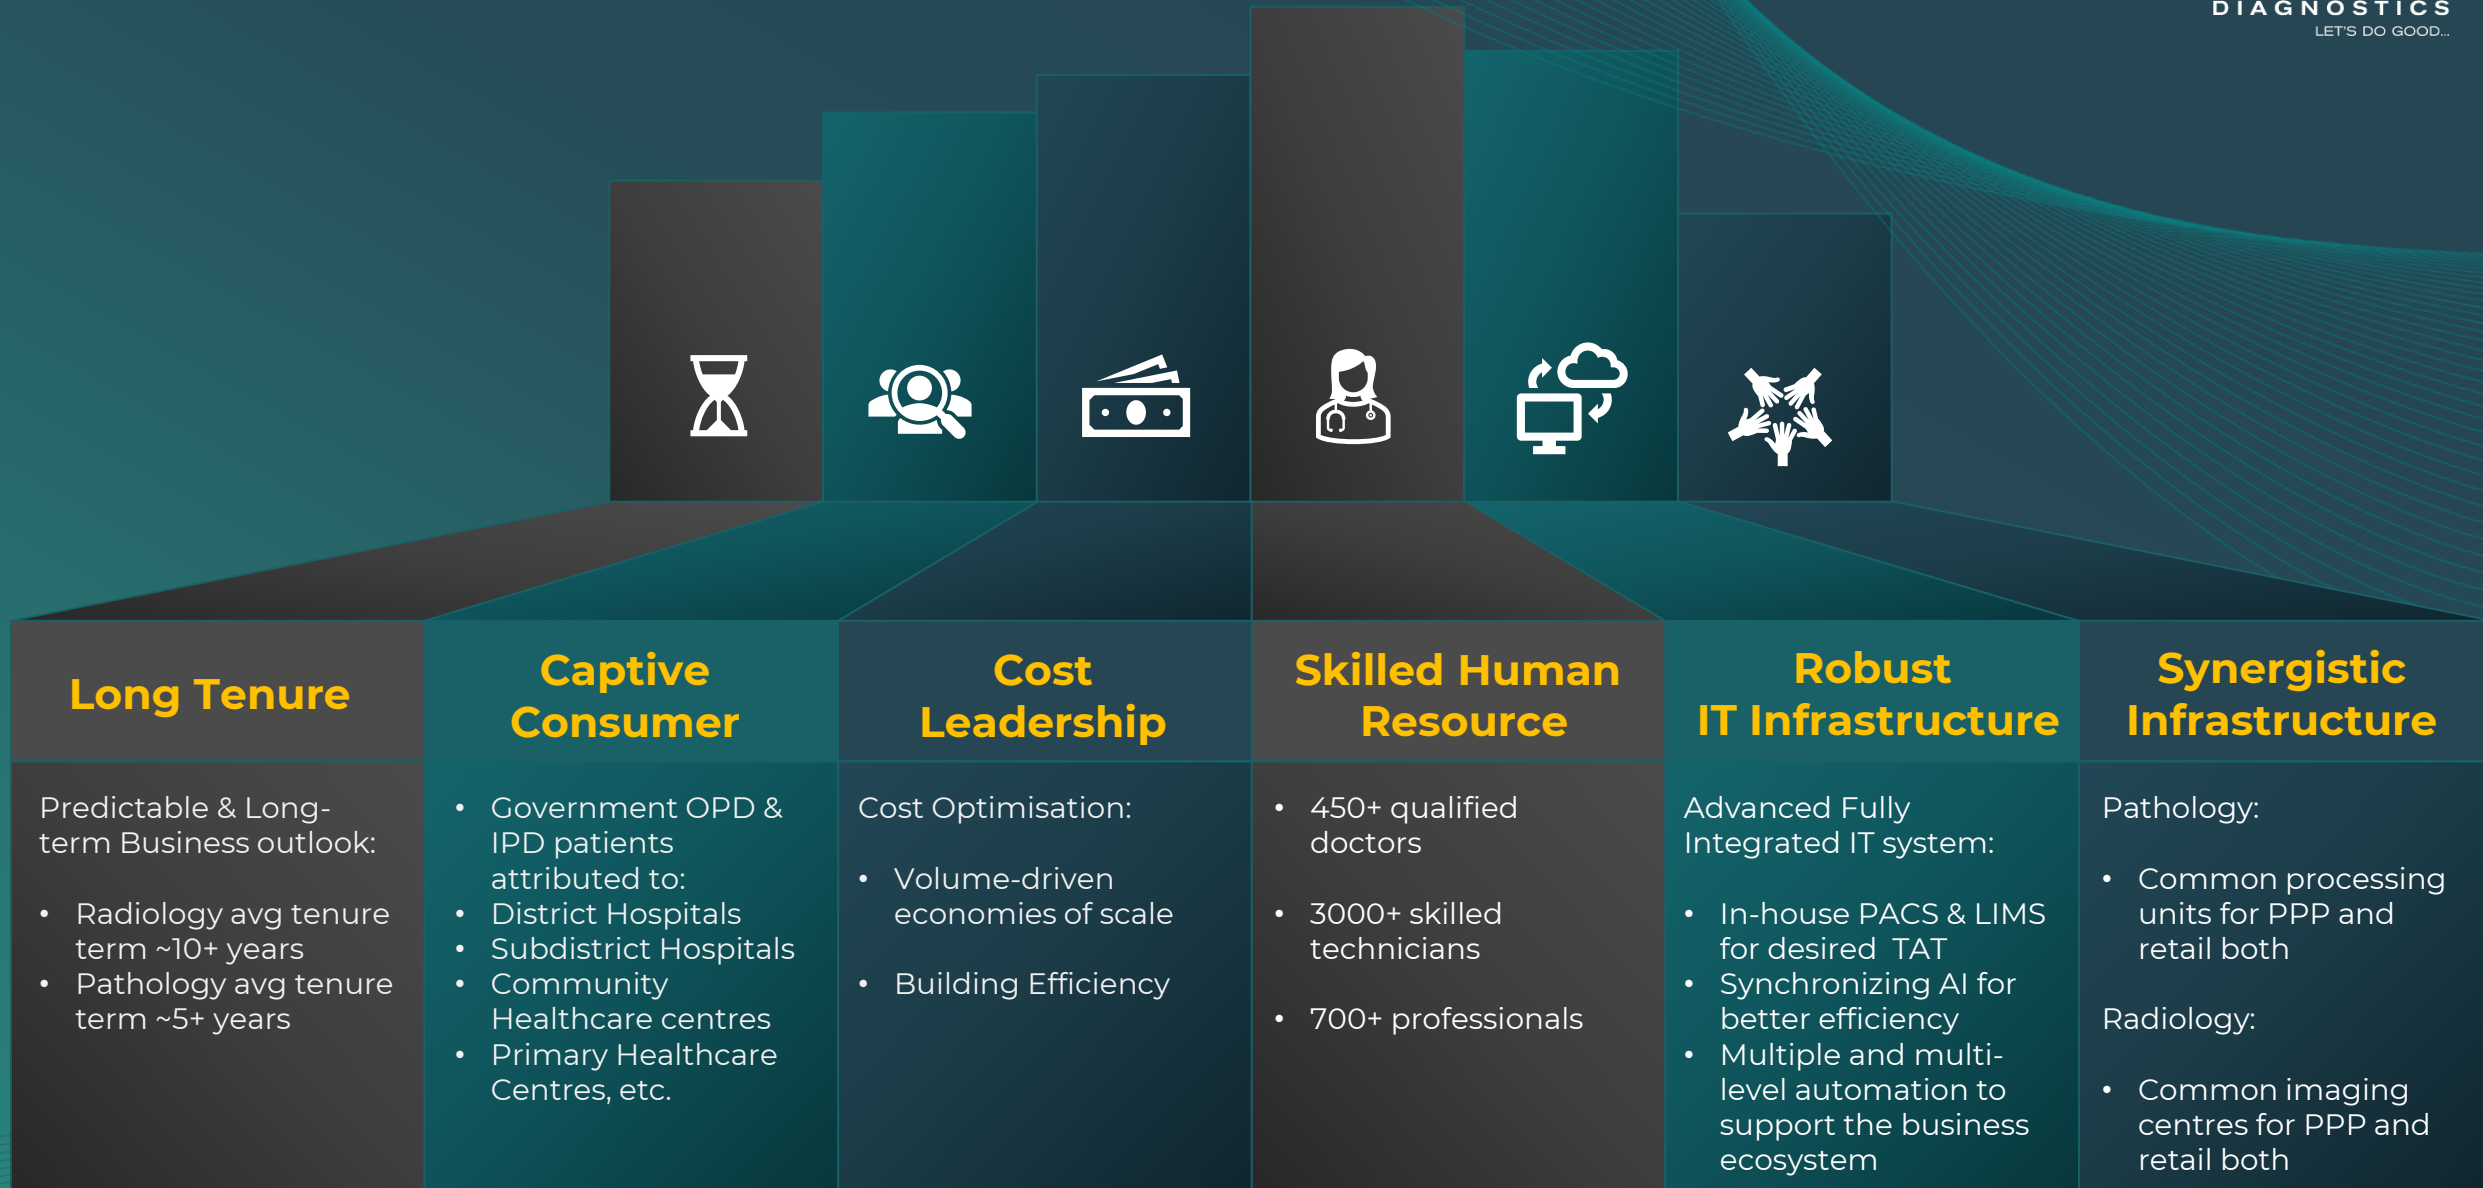 DIAGNOSTICS
LET'S DO GOOD...
Long Tenure
Predictable & Long-
term Business outlook:
• Radiology avg tenure
term ~10+ years
• Pathology avg tenure
term ~5+ years
Captive
Consumer
• Government OPD &
IPD patients
attributed to:
• District Hospitals
• Subdistrict Hospitals
• Community
Healthcare centres
• Primary Healthcare
Centres, etc.
Cost
Leadership
Cost Optimisation:
• Volume-driven
economies of scale
• Building Efficiency
Skilled Human
Resource
• 450+ qualified
doctors
• 3000+ skilled
technicians
• 700+ professionals
Robust
IT Infrastructure
Advanced Fully
Integrated IT system:
• In-house PACS & LIMS
for desired TAT
• Synchronizing AI for
better efficiency
• Multiple and multi-
level automation to
support the business
ecosystem
Synergistic
Infrastructure
Pathology:
• Common processing
units for PPP and
retail both
Radiology:
• Common imaging
centres for PPP and
retail both